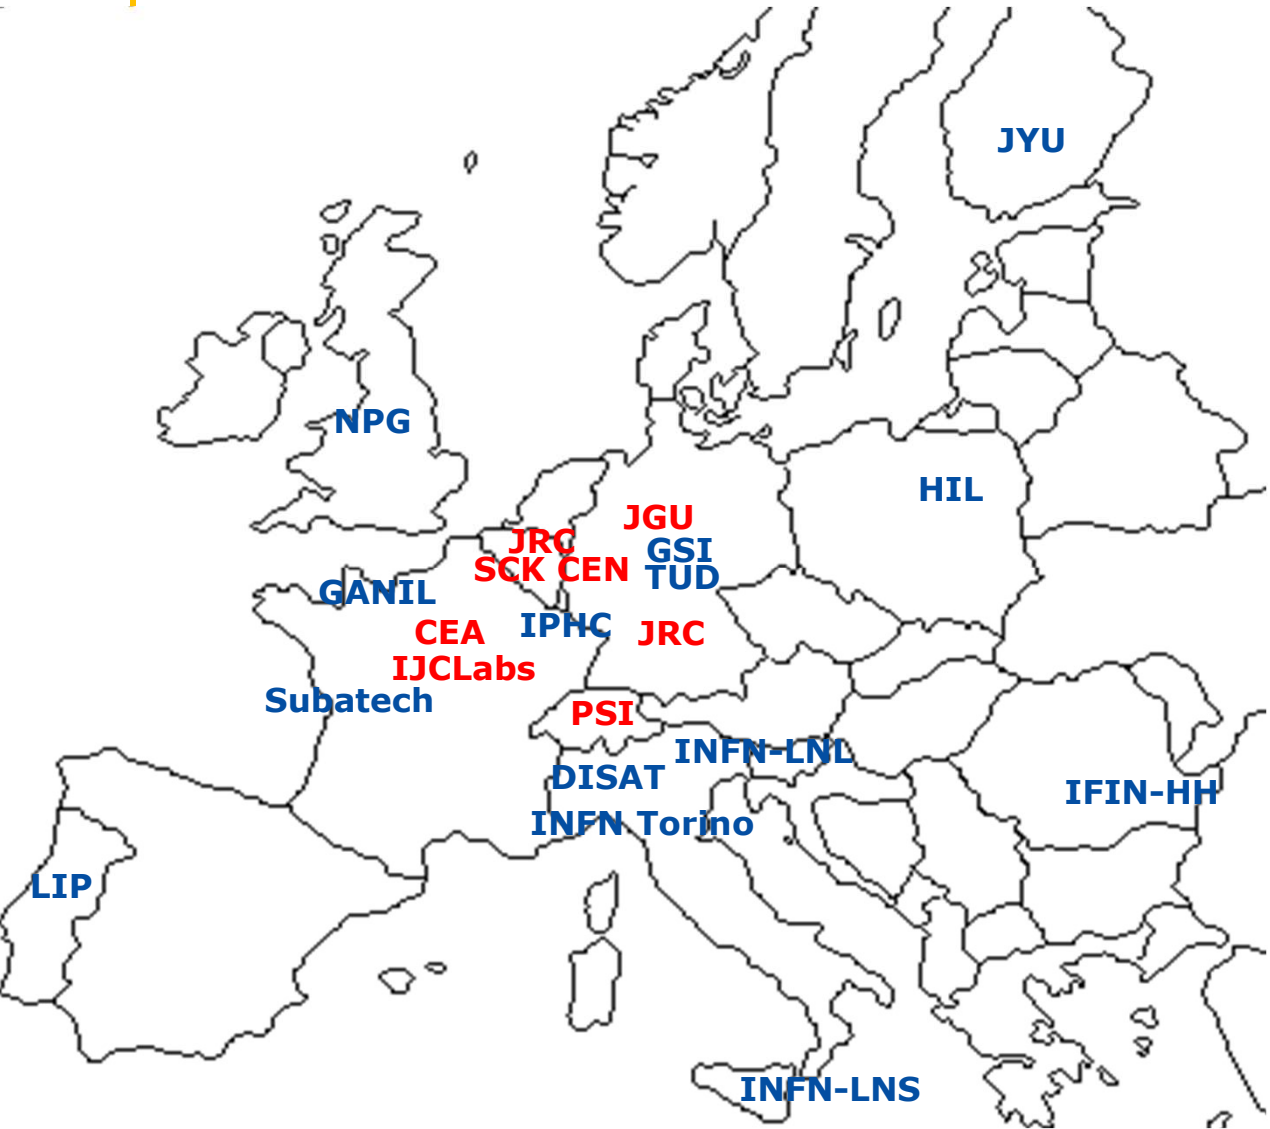 JYU
NPG
HIL
JGU
JRC
GSI
SCK CEN
TUD
GANIL
IPHC
CEA
JRC
IJCLabs
Subatech
PSI
INFN-LNL
DISAT
IFIN-HH
INFN Torino
LIP
INFN-LNS